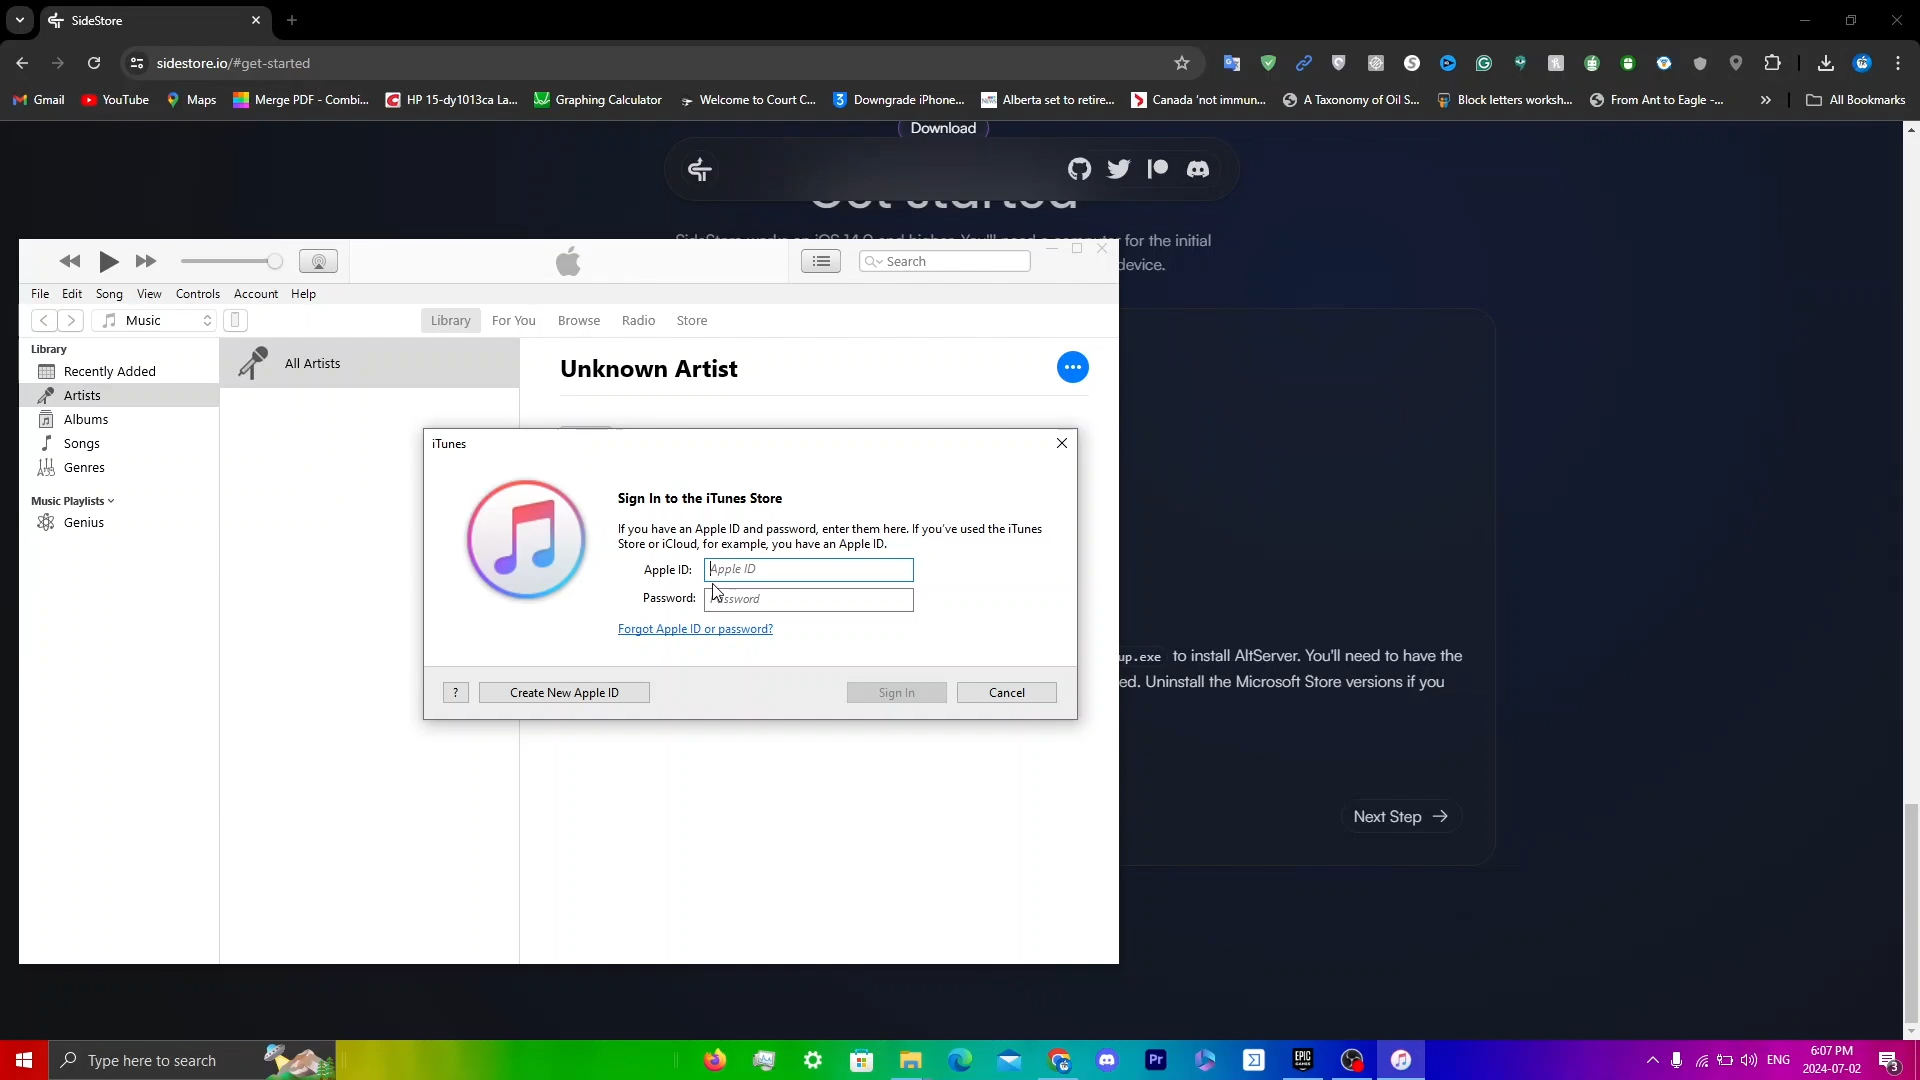 SideStore
sidestore.io/#get-started
Gmail YouTube Maps Merge PDF - Combi... HP 15-dy1013ca La... Graphing Calculator Welcome to Court C... Downgrade iPhone... Alberta set to retire... Canada 'not immun... A Taxonomy of Oil S... Block letters worksh... From Ant to Eagle -... » All Bookmarks
Download
Get started
for the initial
device.
Search
File Edit Song View Controls Account Help
Music Library For You Browse Radio Store
Library
Recently Added
Artists
Albums
Songs
Genres
Music Playlists
Genius
All Artists
Unknown Artist
iTunes
Sign In to the iTunes Store
If you have an Apple ID and password, enter them here. If you've used the iTunes
Store or iCloud, for example, you have an Apple ID.
Apple ID: Apple ID
Password: Password
Forgot Apple ID or password?
? Create New Apple ID Sign In Cancel
up.exe to install AltServer. You'll need to have the
ed. Uninstall the Microsoft Store versions if you
Next Step →
Type here to search
Pr
EPIC GAMES
ENG
6:07 PM
2024-07-02
3